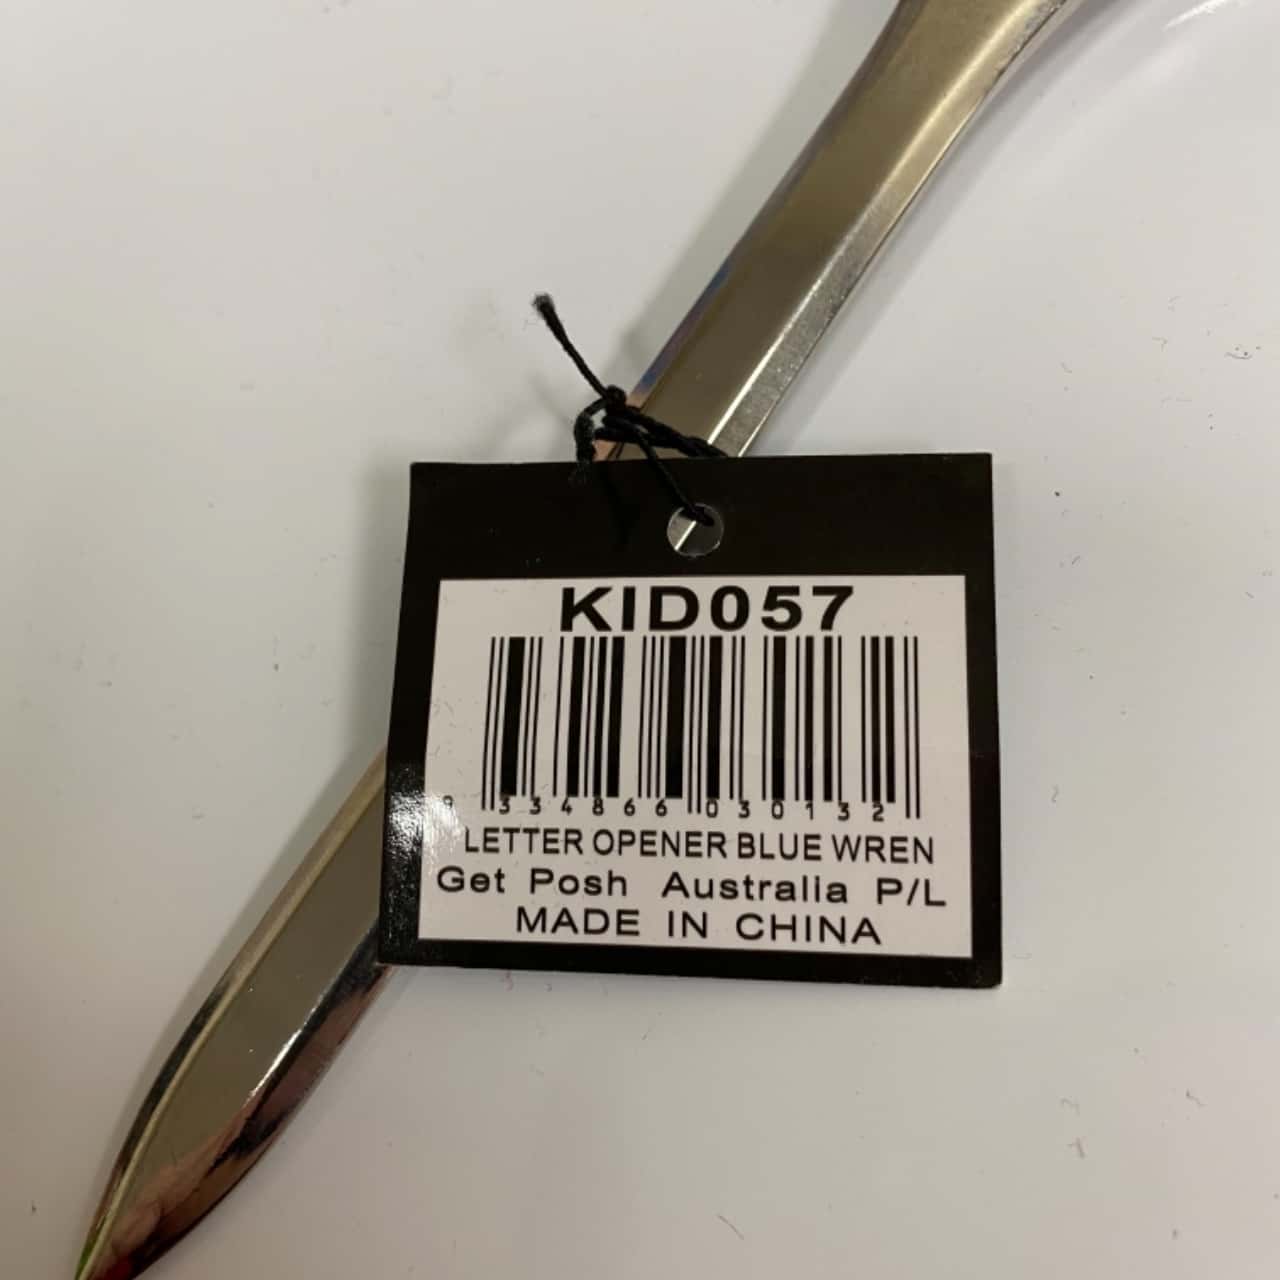 KID057
9 334866 030132
LETTER OPENER BLUE WREN
Get Posh Australia P/L
MADE IN CHINA